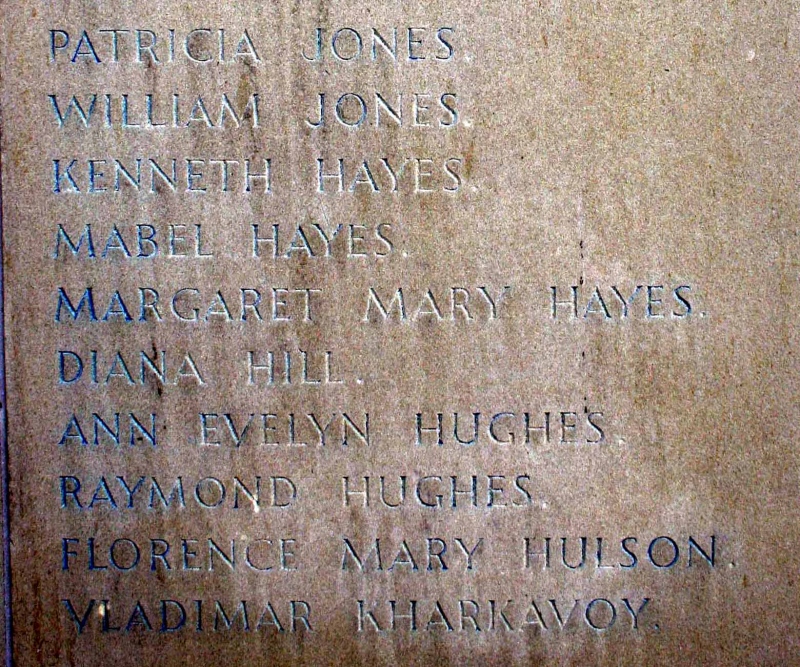 PATRICIA JONES.
WILLIAM JONES.
KENNETH HAYES.
MABEL HAYES.
MARGARET MARY HAYES.
DIANA HILL.
ANN EVELYN HUGHES.
RAYMOND HUGHES.
FLORENCE MARY HULSON.
VLADIMAR KHARKAVOY.